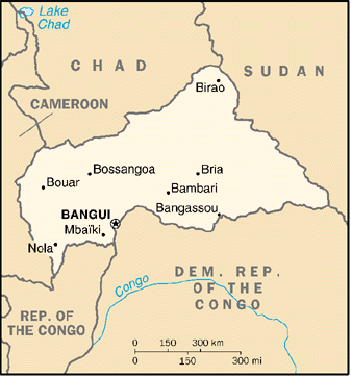 Lake
Chad
CHAD
SUDAN
Birao
CAMEROON
Bossangoa
Bria
Bouar
Bambari
BANGUI
Bangassou
Mbaïki
Nola
DEM. REP.
OF THE
CONGO
Congo
REP. OF
THE CONGO
0 150 300 km
0 150 300 mi